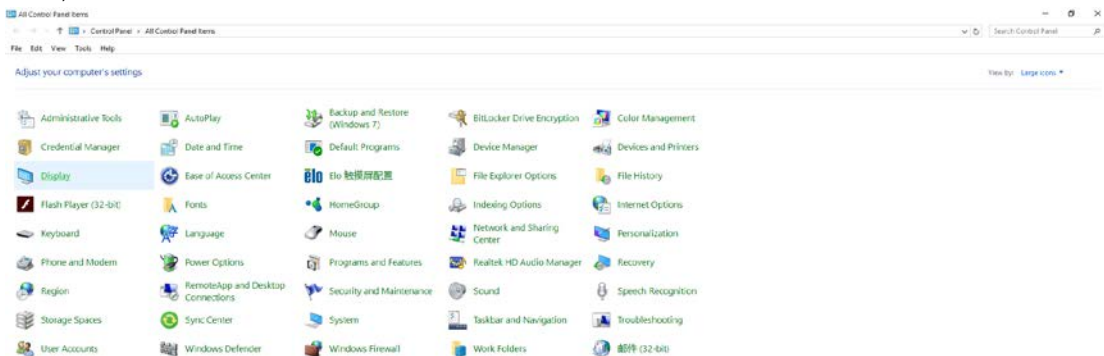 All Control Panel Items
Control Panel › All Control Panel Items
Search Control Panel
File Edit View Tools Help
Adjust your computer's settings
View by: Large icons
Administrative Tools
AutoPlay
Backup and Restore
(Windows 7)
BitLocker Drive Encryption
Color Management
Credential Manager
Date and Time
Default Programs
Device Manager
Devices and Printers
Display
Ease of Access Center
elo Elo 触摸屏配置
File Explorer Options
File History
Flash Player (32-bit)
Fonts
HomeGroup
Indexing Options
Internet Options
Keyboard
Language
Mouse
Network and Sharing
Center
Personalization
Phone and Modem
Power Options
Programs and Features
Realtek HD Audio Manager
Recovery
Region
RemoteApp and Desktop
Connections
Security and Maintenance
Sound
Speech Recognition
Storage Spaces
Sync Center
System
Taskbar and Navigation
Troubleshooting
User Accounts
Windows Defender
Windows Firewall
Work Folders
邮件 (32-bit)